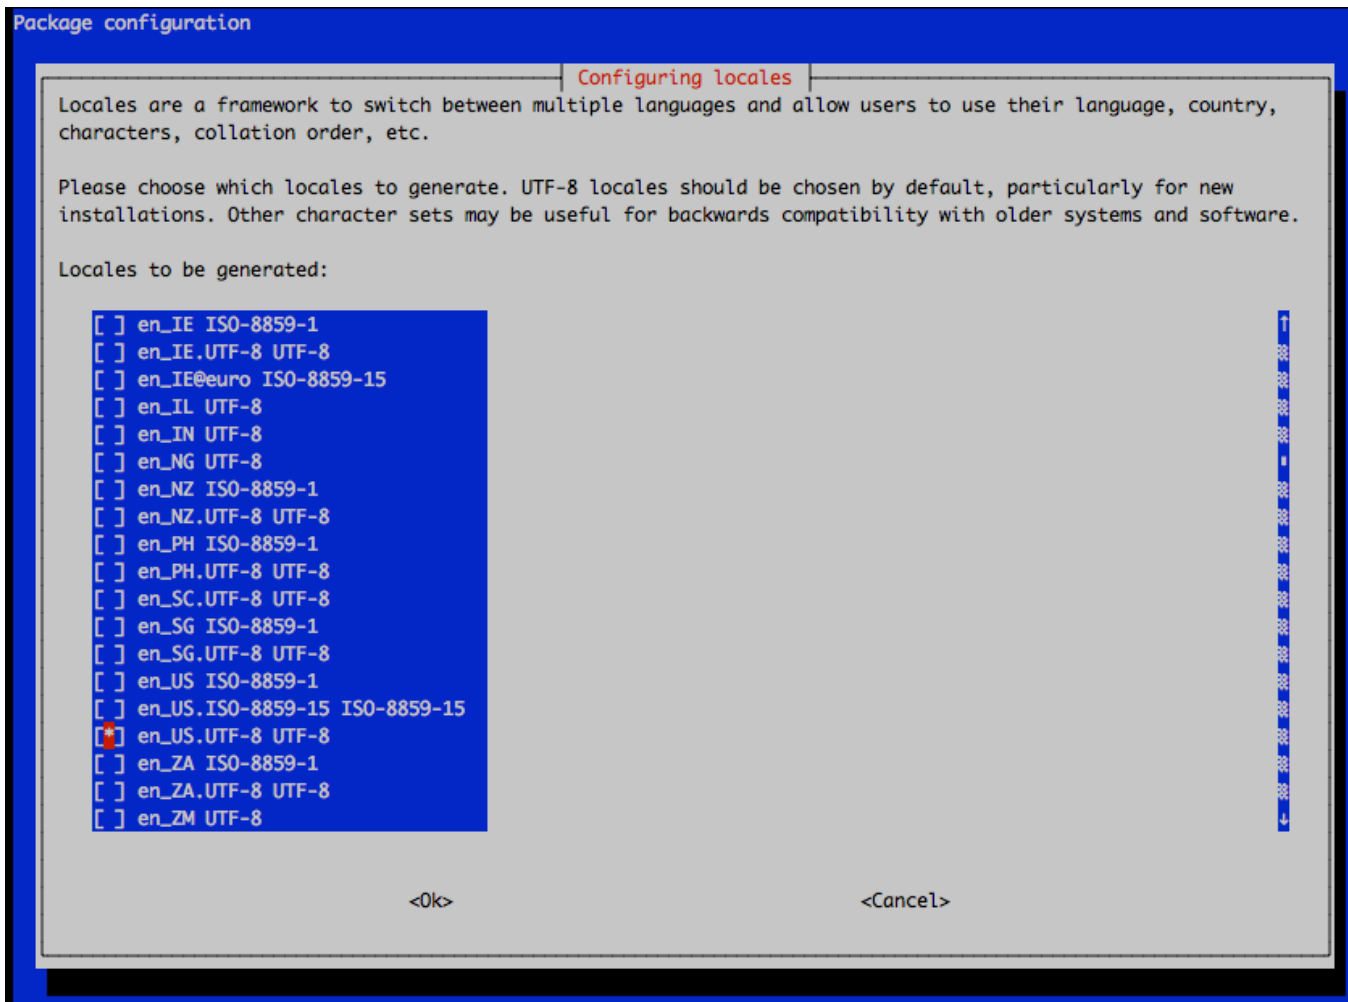 Package configuration
Configuring locales
Locales are a framework to switch between multiple languages and allow users to use their language, country,
characters, collation order, etc.
Please choose which locales to generate. UTF-8 locales should be chosen by default, particularly for new
installations. Other character sets may be useful for backwards compatibility with older systems and software.
Locales to be generated:
[ ] en_IE ISO-8859-1
[ ] en_IE.UTF-8 UTF-8
[ ] en_IE@euro ISO-8859-15
[ ] en_IL UTF-8
[ ] en_IN UTF-8
[ ] en_NG UTF-8
[ ] en_NZ ISO-8859-1
[ ] en_NZ.UTF-8 UTF-8
[ ] en_PH ISO-8859-1
[ ] en_PH.UTF-8 UTF-8
[ ] en_SC.UTF-8 UTF-8
[ ] en_SG ISO-8859-1
[ ] en_SG.UTF-8 UTF-8
[ ] en_US ISO-8859-1
[ ] en_US.ISO-8859-15 ISO-8859-15
[*] en_US.UTF-8 UTF-8
[ ] en_ZA ISO-8859-1
[ ] en_ZA.UTF-8 UTF-8
[ ] en_ZM UTF-8
<Ok> <Cancel>